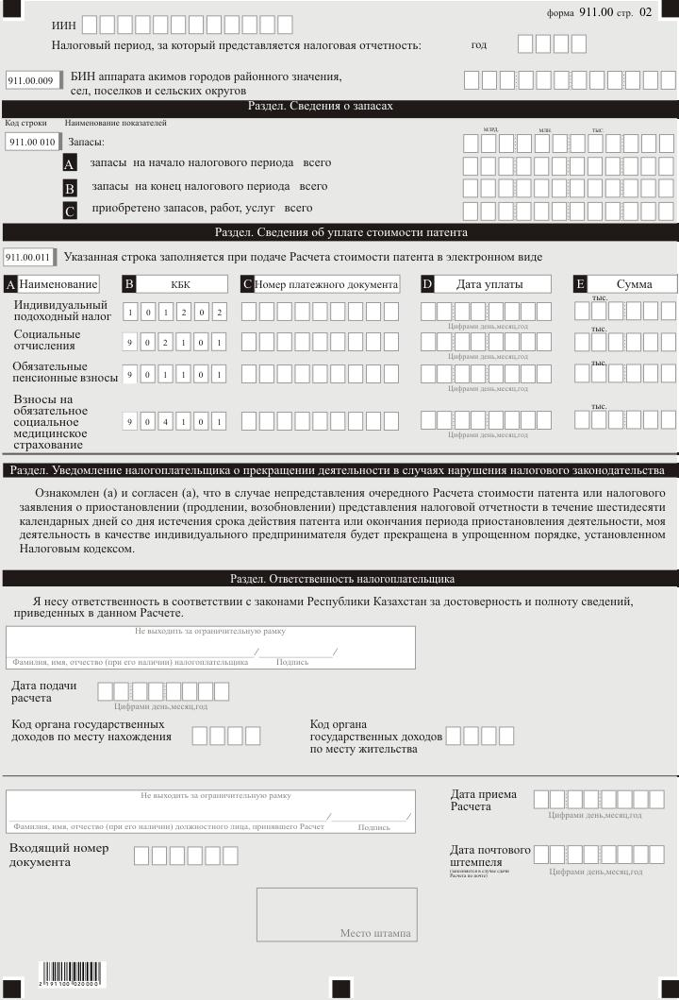 форма 911.00 стр. 02
ИИН
Налоговый период, за который представляется налоговая отчетность: год
911.00.009 БИН аппарата акимов городов районного значения,
сел, поселков и сельских округов
Раздел. Сведения о запасах
Код строки Наименование показателей
млрд. млн. тыс.
911.00 010 Запасы:
A запасы на начало налогового периода всего
B запасы на конец налогового периода всего
C приобретено запасов, работ, услуг всего
Раздел. Сведения об уплате стоимости патента
911.00.011 Указанная строка заполняется при подаче Расчета стоимости патента в электронном виде
A Наименование B КБК C Номер платежного документа D Дата уплаты E Сумма
тыс.
Индивидуальный
подоходный налог 1 0 1 2 0 2
Цифрами день,месяц,год
тыс.
Социальные
отчисления 9 0 2 1 0 1
Цифрами день,месяц,год
тыс.
Обязательные
пенсионные взносы 9 0 1 1 0 1
Цифрами день,месяц,год
Взносы на
обязательное тыс.
социальное 9 0 4 1 0 1
медицинское Цифрами день,месяц,год
страхование
Раздел. Уведомление налогоплательщика о прекращении деятельности в случаях нарушения налогового законодательства
Ознакомлен (а) и согласен (а), что в случае непредставления очередного Расчета стоимости патента или налогового
заявления о приостановлении (продлении, возобновлении) представления налоговой отчетности в течение шестидесяти
календарных дней со дня истечения срока действия патента или окончания периода приостановления деятельности, моя
деятельность в качестве индивидуального предпринимателя будет прекращена в упрощенном порядке, установленном
Налоговым кодексом.
Раздел. Ответственность налогоплательщика
Я несу ответственность в соответствии с законами Республики Казахстан за достоверность и полноту сведений,
приведенных в данном Расчете.
Не выходить за ограничительную рамку
/ /
Фамилия, имя, отчество (при его наличии) налогоплательщика Подпись
Дата подачи
расчета
Цифрами день,месяц,год
Код органа государственных
доходов по месту нахождения
Код органа
государственных доходов
по месту жительства
Не выходить за ограничительную рамку
/ /
Фамилия, имя, отчество (при его наличии) должностного лица, принявшего Расчет Подпись
Дата приема
Расчета
Цифрами день,месяц,год
Входящий номер
документа
Дата почтового
штемпеля
(заполняется в случае сдачи
Расчета по почте)
Цифрами день,месяц,год
Место штампа
2 191100 020000